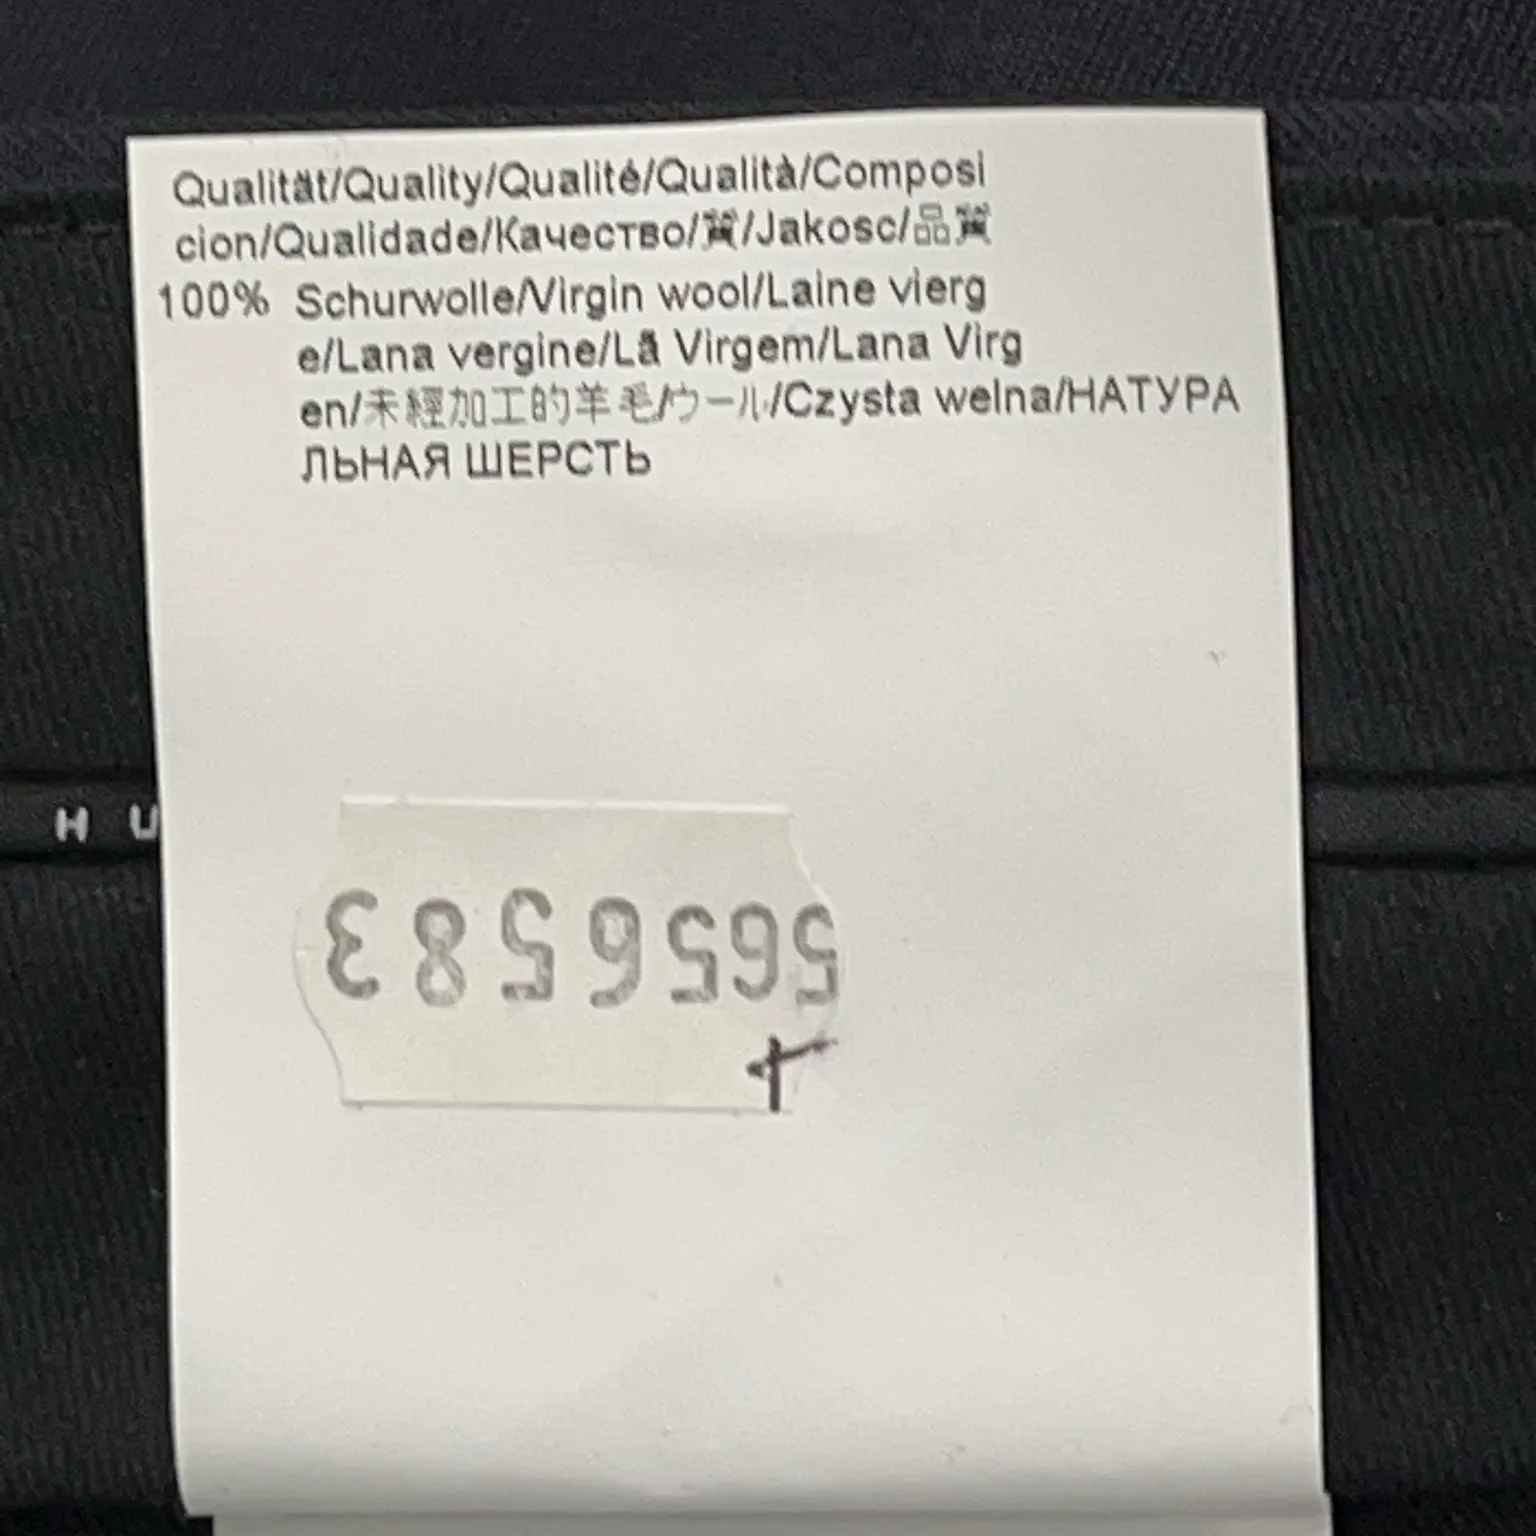 Qualität/Quality/Qualité/Qualità/Composi
cion/Qualidade/Качество/質/Jakosc/品質
100% Schurwolle/Virgin wool/Laine vierg
e/Lana vergine/Lã Virgem/Lana Virg
en/未經加工的羊毛/ウール/Czysta welna/НАТУРА
ЛЬНАЯ ШЕРСТЬ
H U
5656583